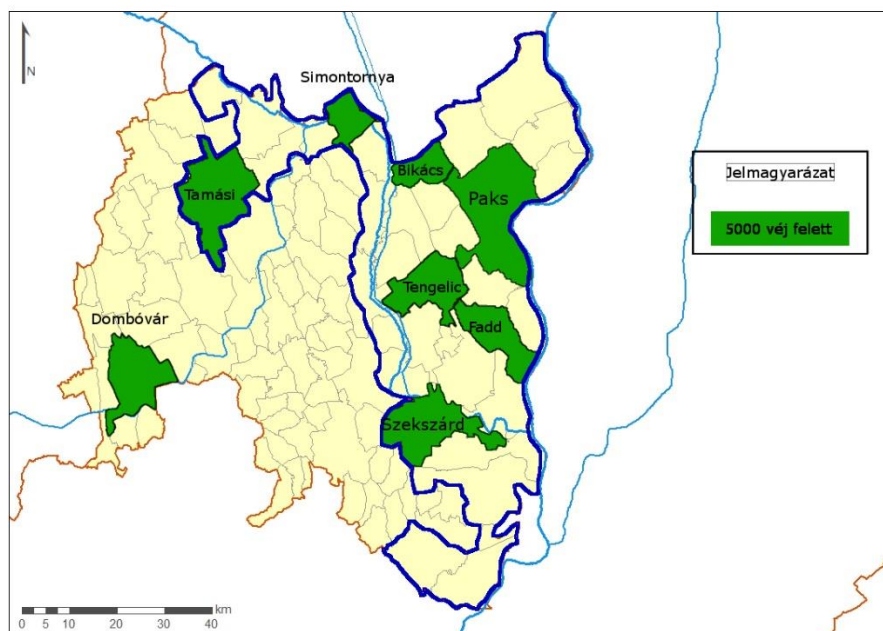 N
Simontornya
Bikács
Tamási
Paks
Jelmagyarázat
5000 véj felett
Tengelic
Dombóvár
Fadd
Szekszárd
km
0 5 10 20 30 40